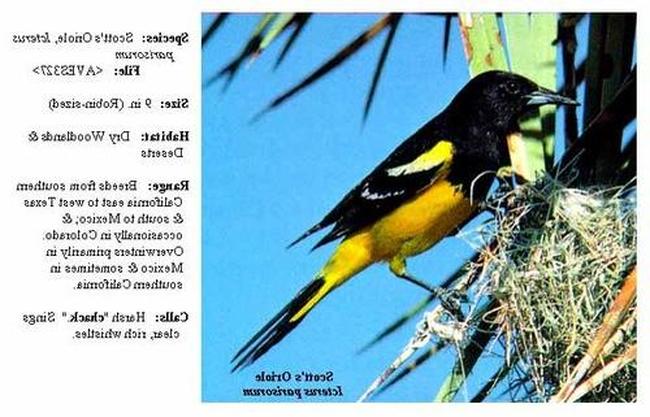 Species: Scott's Oriole, Icterus
parisorum
File: <AVES327>
Size: 9 in. (Robin-sized)
Habitat: Dry Woodlands &
Deserts
Range: Breeds from southern
California east to west Texas
& south to Mexico; &
occasionally in Colorado.
Overwinters primarily in
Mexico & sometimes in
southern California.
Calls: Harsh "chack." Sings
clear, rich whistles.
Scott's Oriole
Icterus parisorum